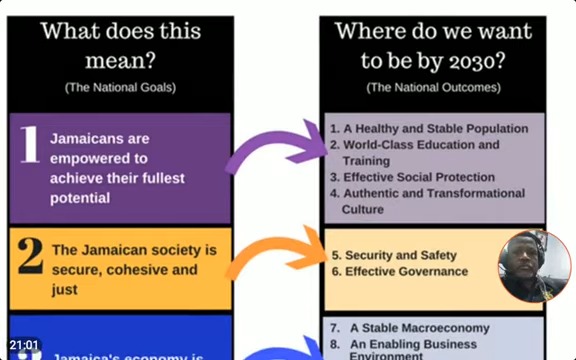 What does this
mean?
(The National Goals)
1
Jamaicans are
empowered to
achieve their fullest
potential
2
The Jamaican society is
secure, cohesive and
just
Jamaica's economy is
Where do we want
to be by 2030?
(The National Outcomes)
1. A Healthy and Stable Population
2. World-Class Education and
Training
3. Effective Social Protection
4. Authentic and Transformational
Culture
5. Security and Safety
6. Effective Governance
7. A Stable Macroeconomy
8. An Enabling Business
Environment
21:01